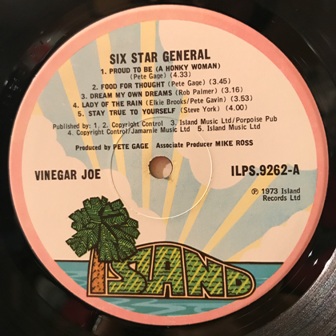 SIX STAR GENERAL
1. PROUD TO BE (A HONKY WOMAN)
(Pete Gage) (4.33)
2. FOOD FOR THOUGHT (Pete Gage) (3.45)
3. DREAM MY OWN DREAMS (Rob Palmer) (3.16)
4. LADY OF THE RAIN (Elkie Brooks/Pete Gavin) (3.53)
5. STAY TRUE TO YOURSELF (Steve York) (4.00)
Published by: 1, 2. Copyright Control 3. Island Music Ltd/Porpoise Pub
4. Copyright Control/Jamarnie Music Ltd 5. Island Music Ltd
Produced by PETE GAGE Associate Producer MIKE ROSS
VINEGAR JOE
ILPS.9262-A
℗ 1973 Island
Records Ltd
ISLAND